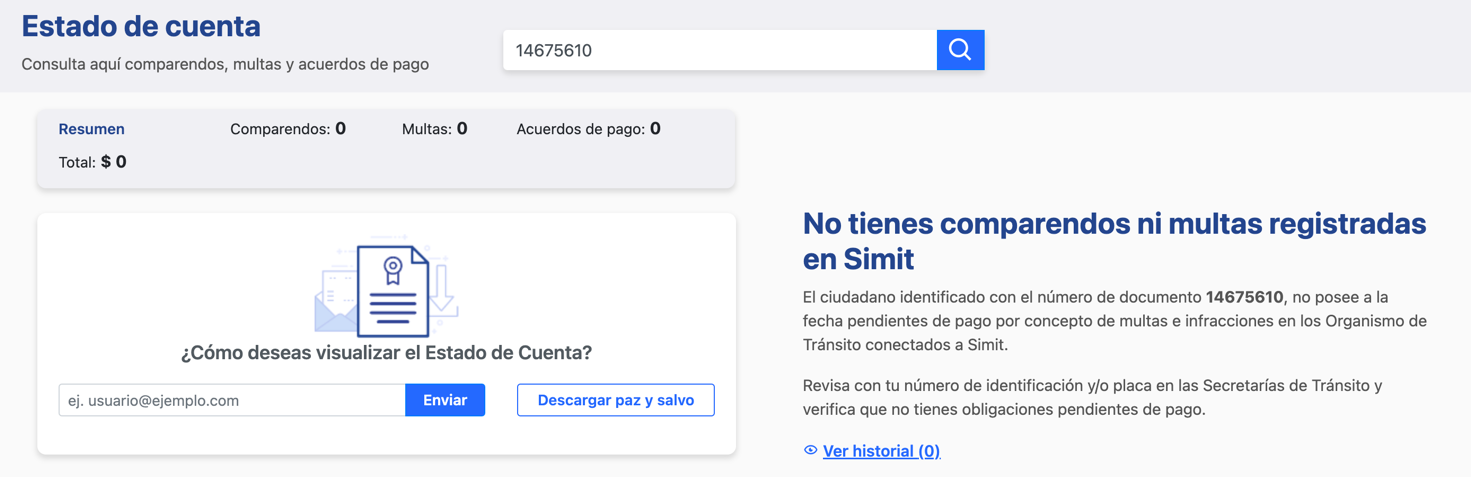 Estado de cuenta
Consulta aquí comparendos, multas y acuerdos de pago
14675610
Resumen Comparendos: 0 Multas: 0 Acuerdos de pago: 0
Total: $ 0
¿Cómo deseas visualizar el Estado de Cuenta?
ej. usuario@ejemplo.com Enviar Descargar paz y salvo
No tienes comparendos ni multas registradas
en Simit
El ciudadano identificado con el número de documento 14675610, no posee a la
fecha pendientes de pago por concepto de multas e infracciones en los Organismo de
Tránsito conectados a Simit.
Revisa con tu número de identificación y/o placa en las Secretarías de Tránsito y
verifica que no tienes obligaciones pendientes de pago.
Ver historial (0)